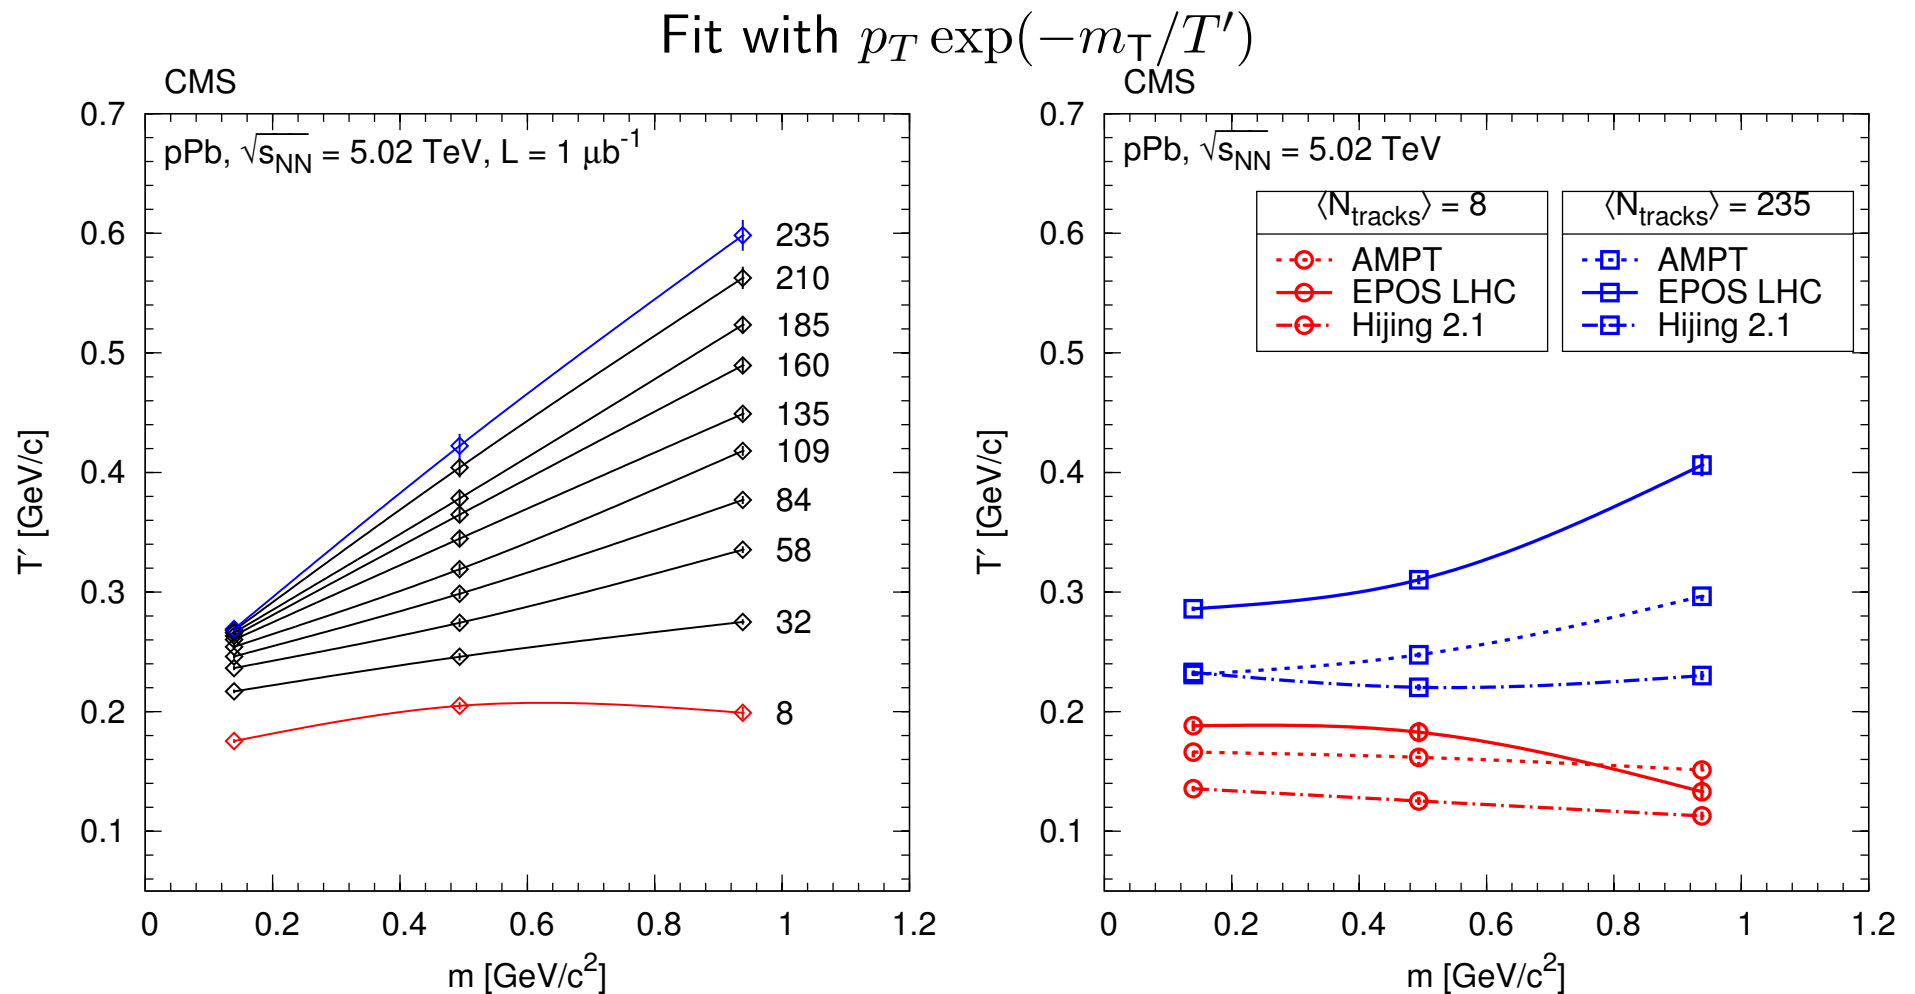 Fit with p_T exp(−m_T/T′)
CMS
pPb, √s_NN = 5.02 TeV, L = 1 μb^-1
0.7
0.6
0.5
0.4
0.3
0.2
0.1
T′ [GeV/c]
235
210
185
160
135
109
84
58
32
8
0 0.2 0.4 0.6 0.8 1 1.2
m [GeV/c^2]
CMS
pPb, √s_NN = 5.02 TeV
⟨N_tracks⟩ = 8
AMPT
EPOS LHC
Hijing 2.1
⟨N_tracks⟩ = 235
AMPT
EPOS LHC
Hijing 2.1
0.7
0.6
0.5
0.4
0.3
0.2
0.1
T′ [GeV/c]
0 0.2 0.4 0.6 0.8 1 1.2
m [GeV/c^2]